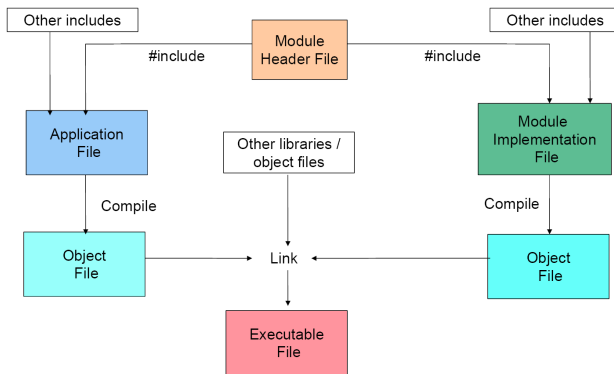 Other includes
Module
Header File
Other includes
#include
#include
Application
File
Other libraries /
object files
Module
Implementation
File
Compile
Compile
Object
File
Link
Object
File
Executable
File